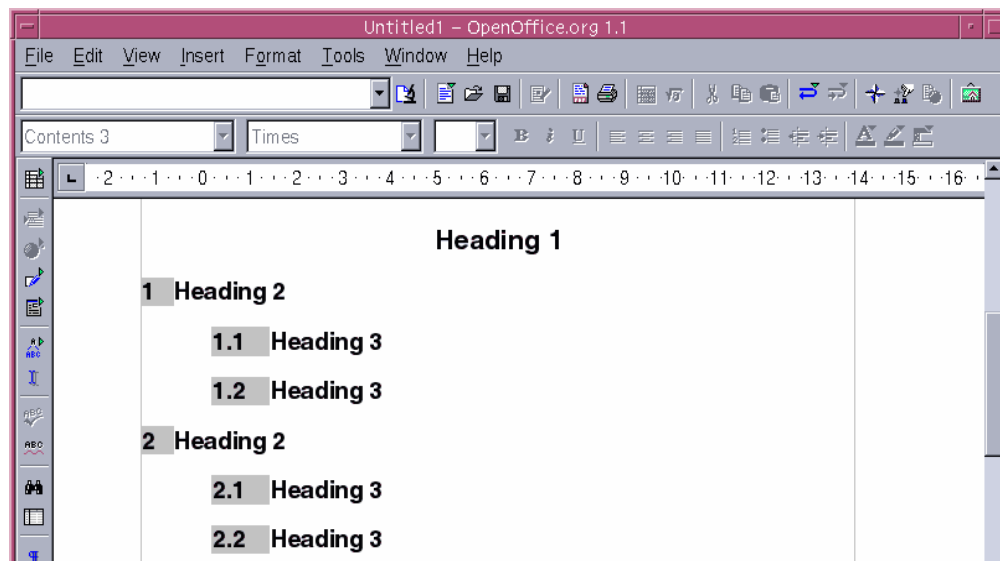 Untitled1 – OpenOffice.org 1.1
File Edit View Insert Format Tools Window Help
Contents 3 Times B i U A
L ·2···1···0···1···2···3···4···5···6···7···8···9···10···11···12···13···14···15···16·
Heading 1
1 Heading 2
1.1 Heading 3
ABC
1.2 Heading 3
ABC
2 Heading 2
ABC
2.1 Heading 3
2.2 Heading 3
¶